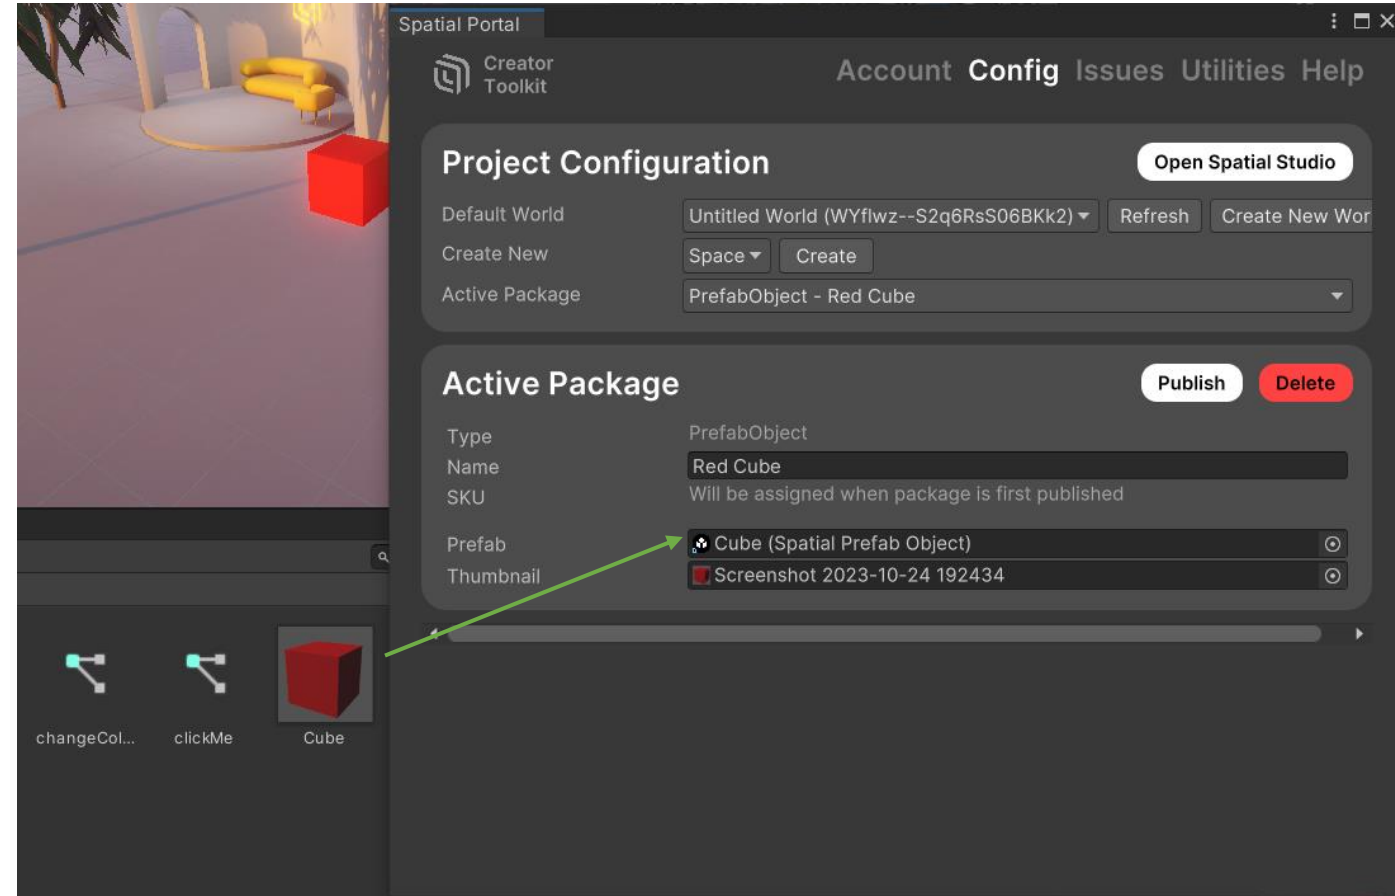 Spatial Portal
Creator
Toolkit
Account Config Issues Utilities Help
Project Configuration
Open Spatial Studio
Default World
Untitled World (WYflwz--S2q6RsS06BKk2)
Refresh
Create New Wor
Create New
Space
Create
Active Package
PrefabObject - Red Cube
Active Package
Publish
Delete
Type
PrefabObject
Name
Red Cube
SKU
Will be assigned when package is first published
Prefab
Cube (Spatial Prefab Object)
Thumbnail
Screenshot 2023-10-24 192434
changeCol...
clickMe
Cube